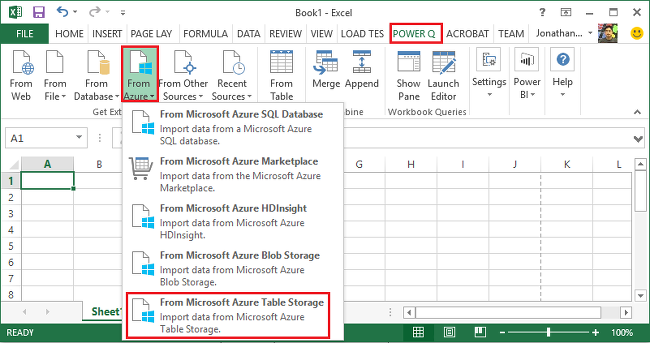 Book1 - Excel
FILE HOME INSERT PAGE LAY FORMULA DATA REVIEW VIEW LOAD TES POWER Q ACROBAT TEAM Jonathan...
From Web
From File
From Database
From Azure
From Other Sources
Recent Sources
From Table
Merge
Append
Show Pane
Launch Editor
Settings
Power BI
Help
Get Ext
bine
Workbook Queries
A1
A B G H I J K L
1
2
3
4
5
6
7
8
From Microsoft Azure SQL Database
Import data from a Microsoft Azure
SQL database.
From Microsoft Azure Marketplace
Import data from the Microsoft Azure
Marketplace.
From Microsoft Azure HDInsight
Import data from Microsoft Azure
HDInsight.
From Microsoft Azure Blob Storage
Import data from Microsoft Azure
Blob Storage.
From Microsoft Azure Table Storage
Import data from Microsoft Azure
Table Storage.
Sheet1
READY
100%